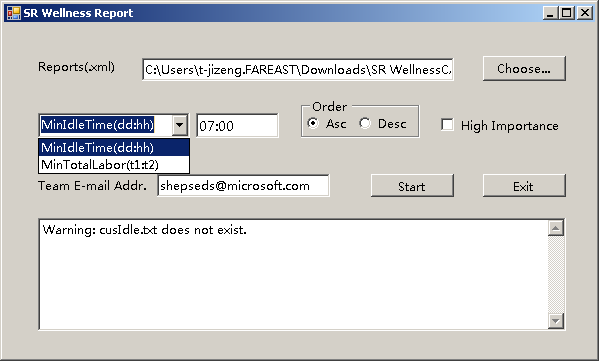 SR Wellness Report
Reports(.xml) C:\Users\t-jizeng.FAREAST\Downloads\SR WellnessC Choose...
Order
MinIdleTime(dd:hh) 07:00 Asc Desc High Importance
MinIdleTime(dd:hh)
MinTotalLabor(t1:t2)
Team E-mail Addr. shepseds@microsoft.com Start Exit
Warning: cusIdle.txt does not exist.